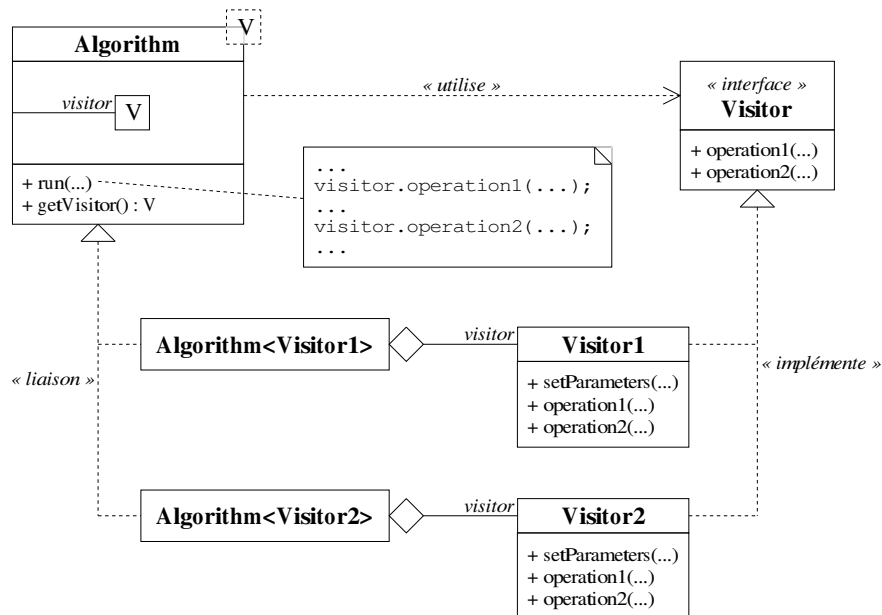 V
Algorithm
visitor
V
+ run(...)
+ getVisitor() : V
« utilise »
« interface »
Visitor
+ operation1(...)
+ operation2(...)
...
visitor.operation1(...);
...
visitor.operation2(...);
...
« liaison »
Algorithm<Visitor1>
visitor
Visitor1
+ setParameters(...)
+ operation1(...)
+ operation2(...)
« implémente »
Algorithm<Visitor2>
visitor
Visitor2
+ setParameters(...)
+ operation1(...)
+ operation2(...)